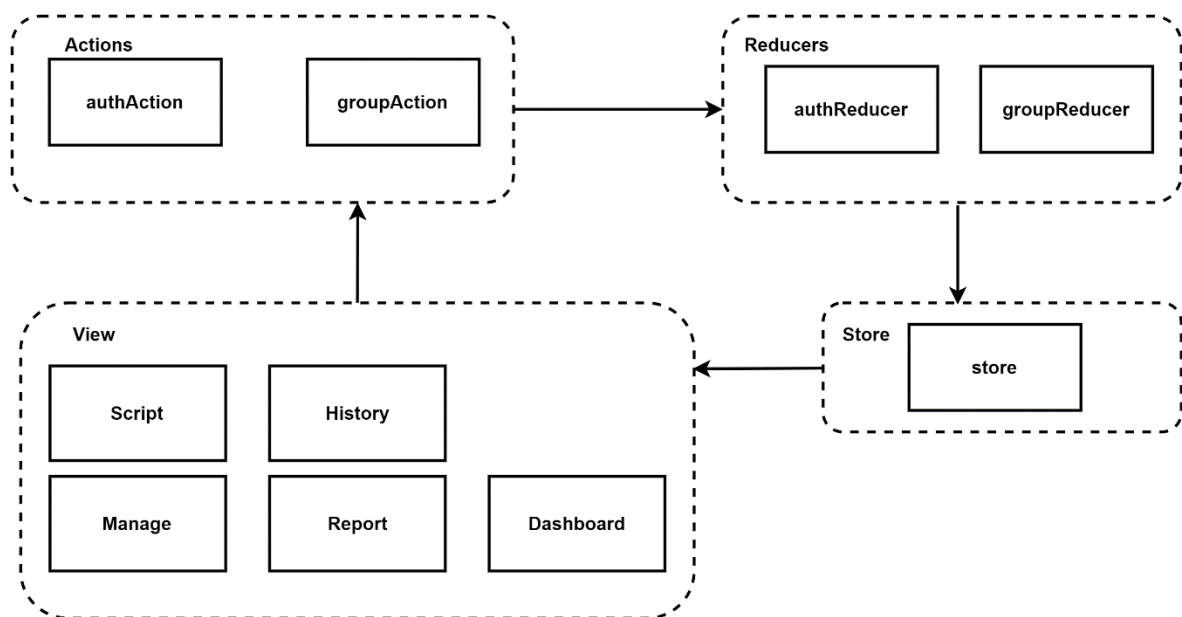 Actions
authAction
groupAction
Reducers
authReducer
groupReducer
View
Script
History
Manage
Report
Dashboard
Store
store